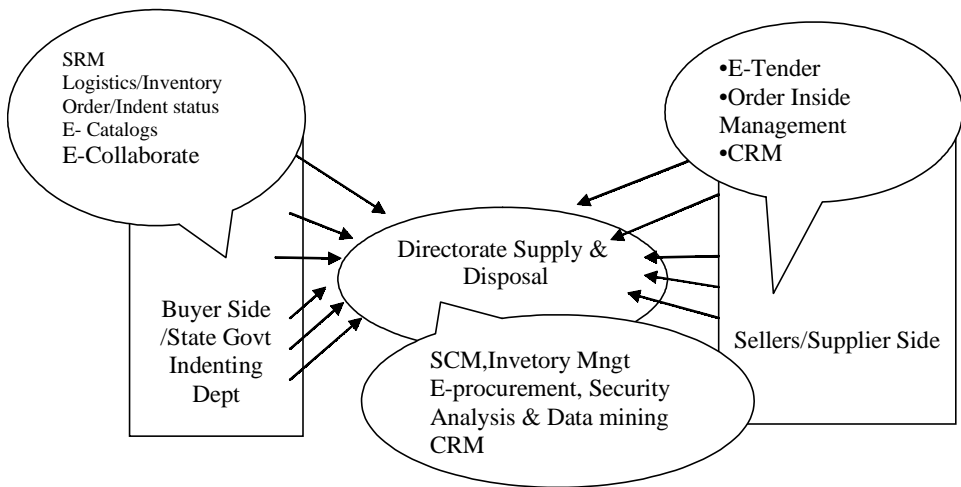 SRM
Logistics/Inventory
Order/Indent status
E- Catalogs
E-Collaborate
•E-Tender
•Order Inside
Management
•CRM
Directorate Supply &
Disposal
Buyer Side
/State Govt
Indenting
Dept
Sellers/Supplier Side
SCM,Invetory Mngt
E-procurement, Security
Analysis & Data mining
CRM